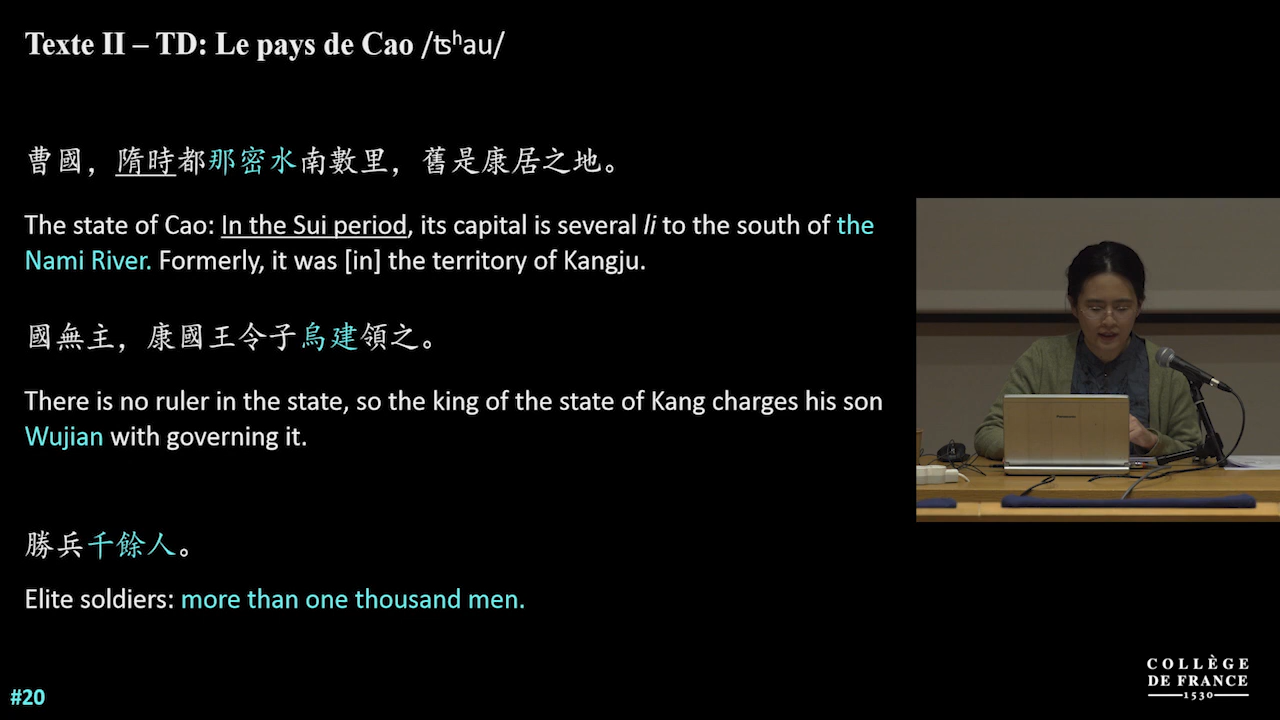 Texte II – TD: Le pays de Cao /ʦʰau/
曹國，隋時都那密水南數里，舊是康居之地。
The state of Cao: In the Sui period, its capital is several li to the south of the
Nami River. Formerly, it was [in] the territory of Kangju.
國無主，康國王令子烏建領之。
There is no ruler in the state, so the king of the state of Kang charges his son
Wujian with governing it.
勝兵千餘人。
Elite soldiers: more than one thousand men.
#20
COLLÈGE
DE FRANCE
1530